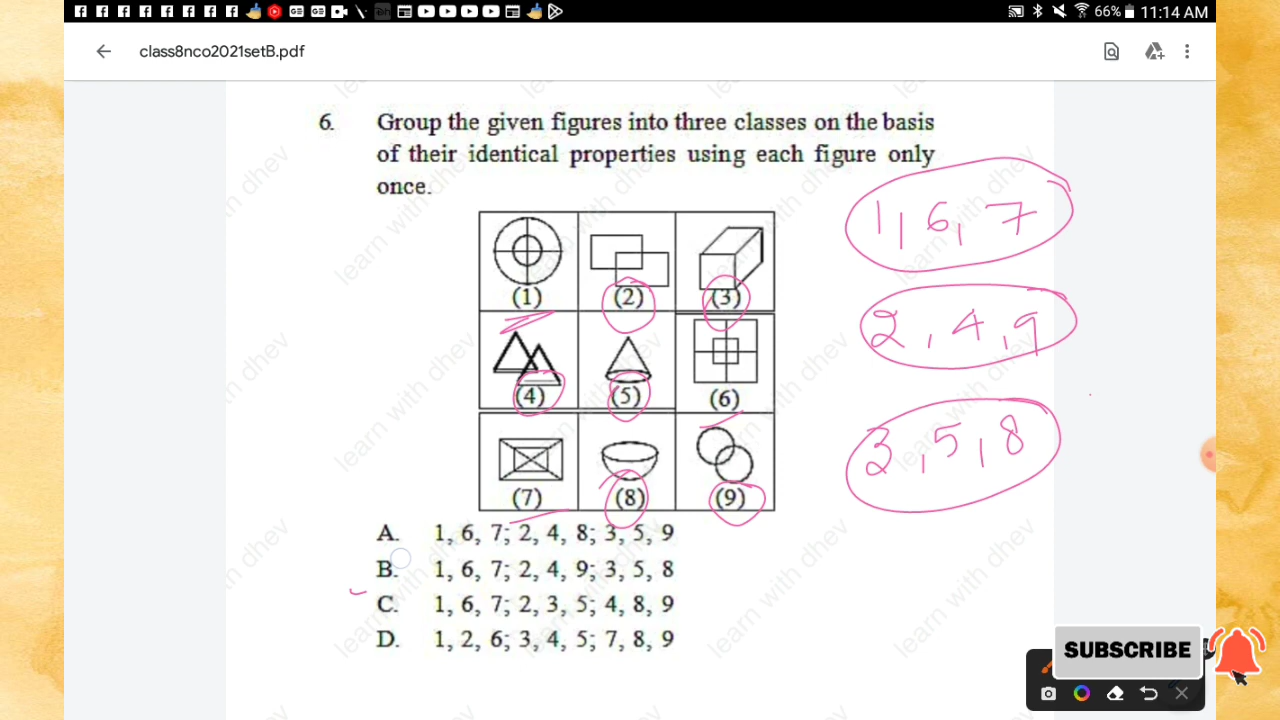 66% 11:14 AM
class8nco2021setB.pdf
6. Group the given figures into three classes on the basis
of their identical properties using each figure only
once.
(1) (2) (3)
(4) (5) (6)
(7) (8) (9)
1, 6, 7
2, 4, 9
3, 5, 8
A. 1, 6, 7; 2, 4, 8; 3, 5, 9
B. 1, 6, 7; 2, 4, 9; 3, 5, 8
C. 1, 6, 7; 2, 3, 5; 4, 8, 9
D. 1, 2, 6; 3, 4, 5; 7, 8, 9
learn with dhev
SUBSCRIBE